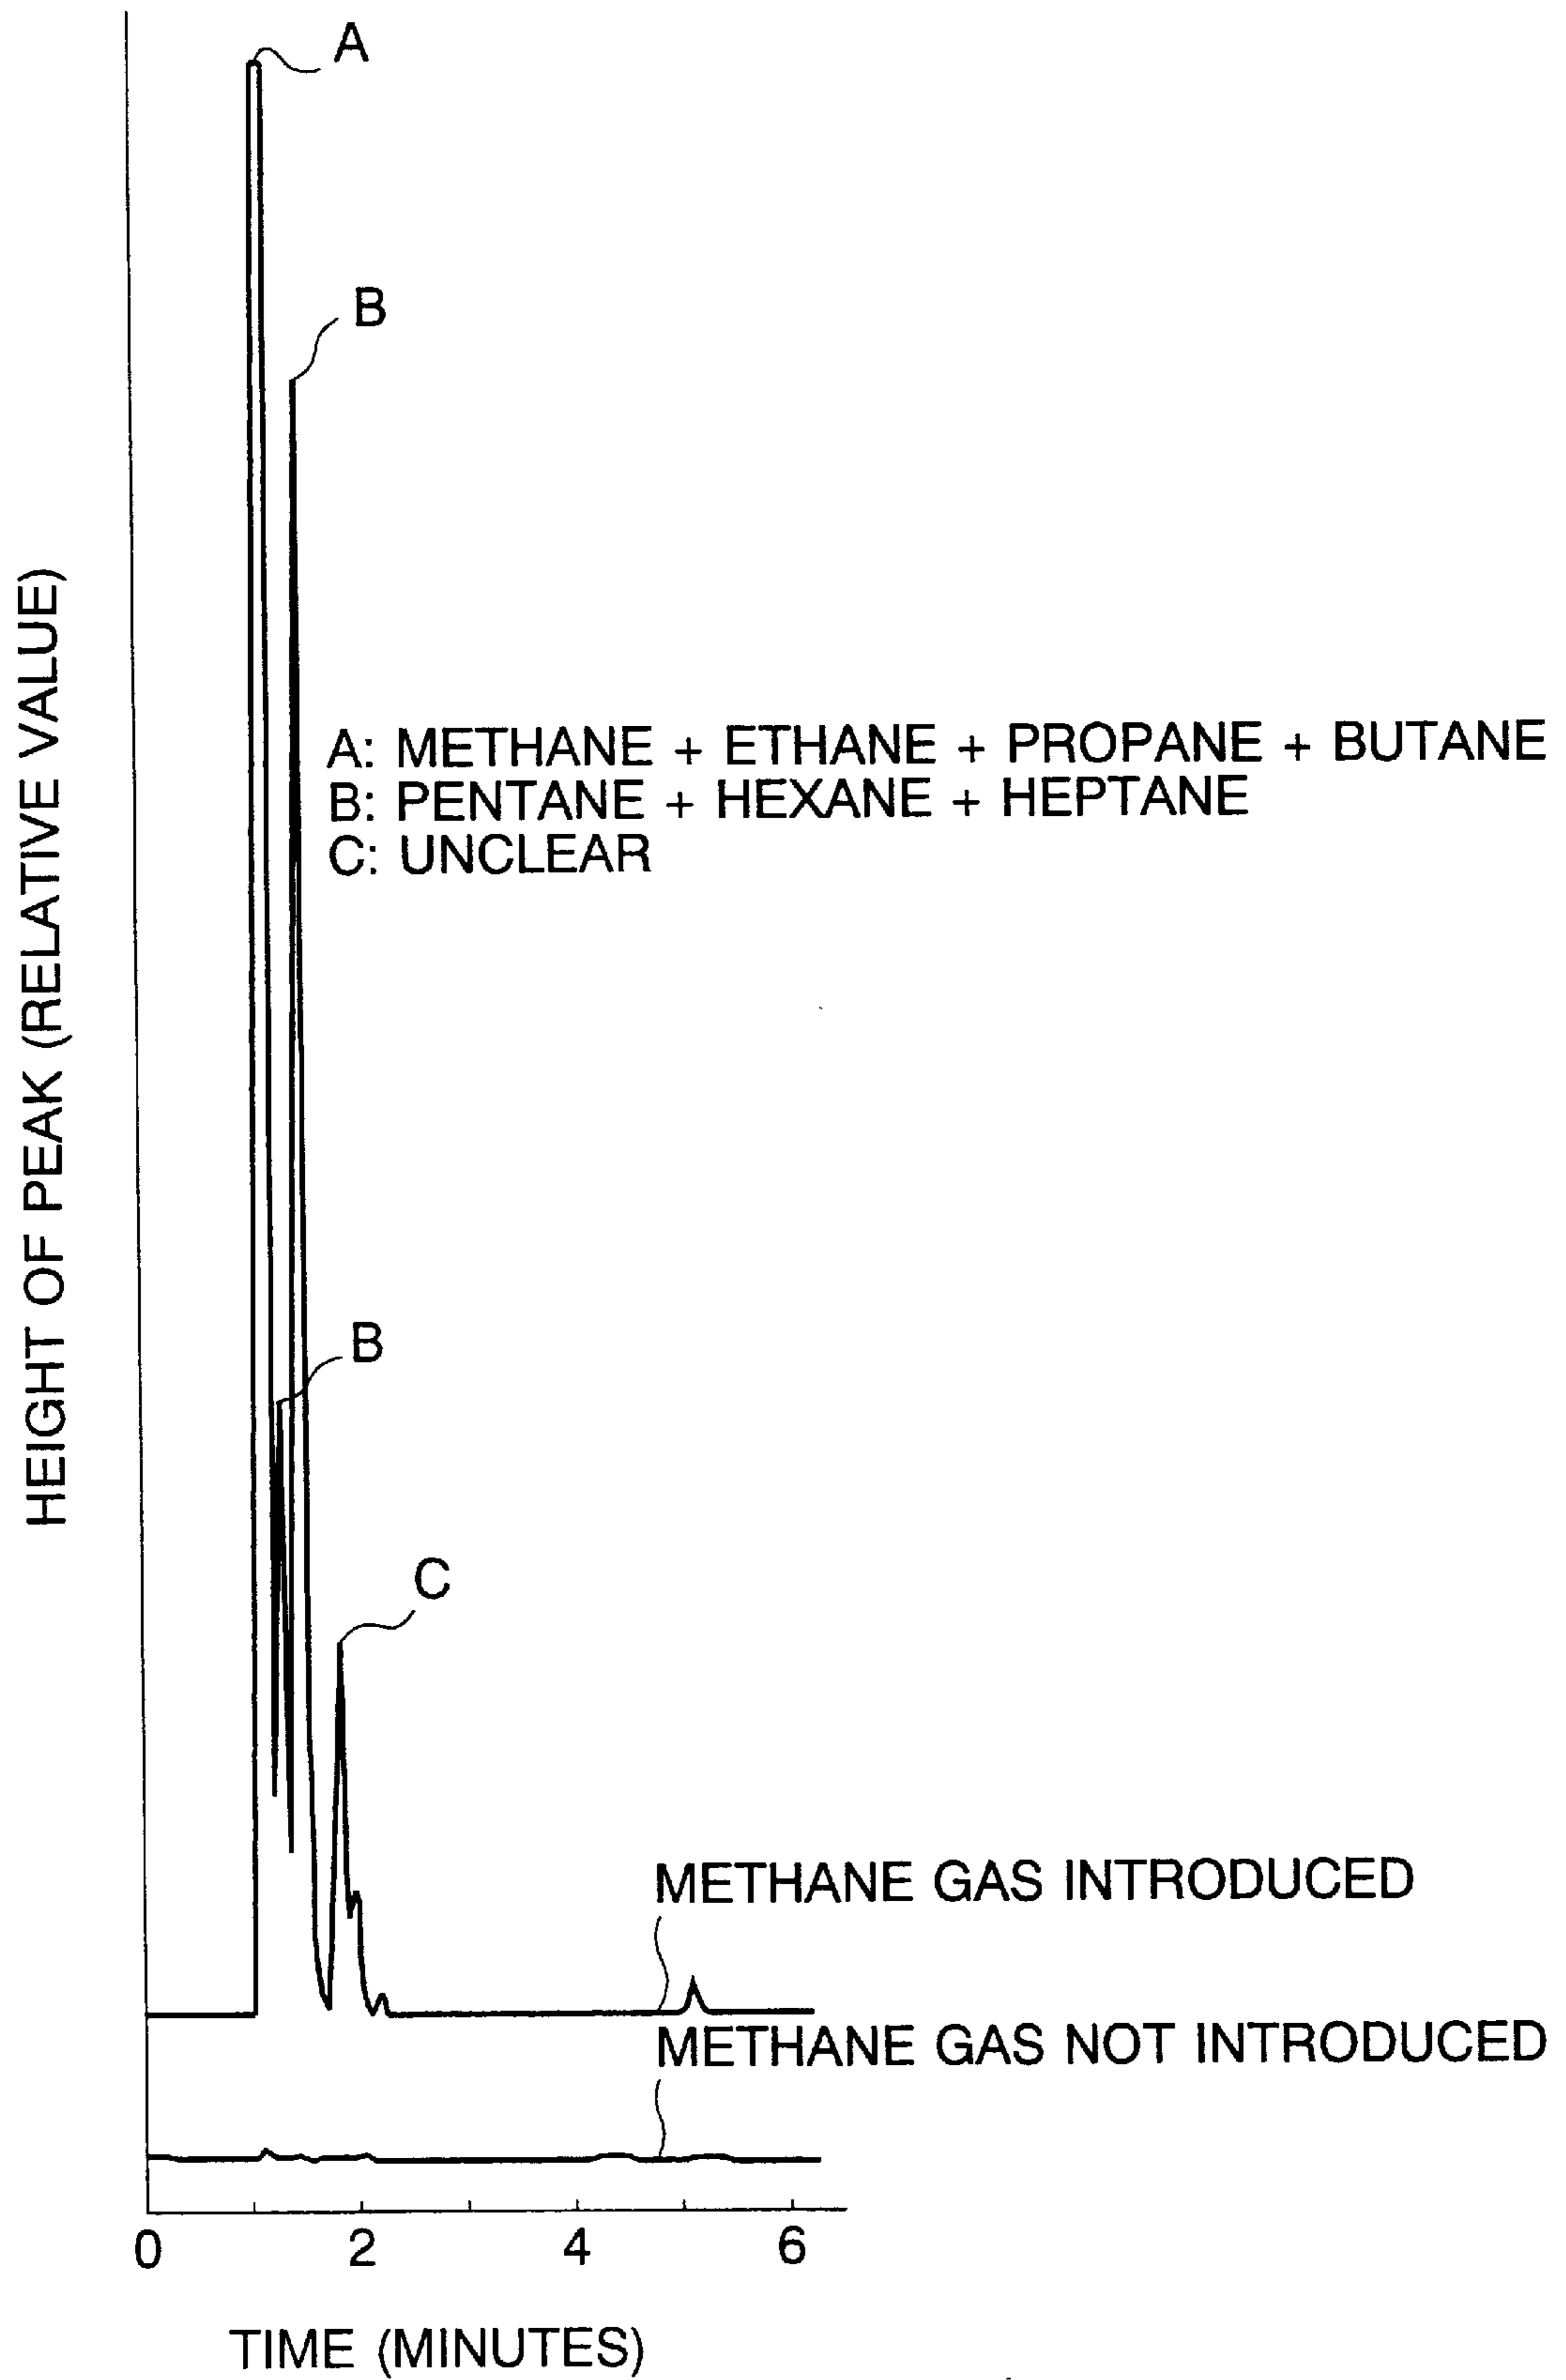 A
B
HEIGHT OF PEAK (RELATIVE VALUE)
A: METHANE + ETHANE + PROPANE + BUTANE
B: PENTANE + HEXANE + HEPTANE
C: UNCLEAR
B
C
METHANE GAS INTRODUCED
METHANE GAS NOT INTRODUCED
0 2 4 6
TIME (MINUTES)